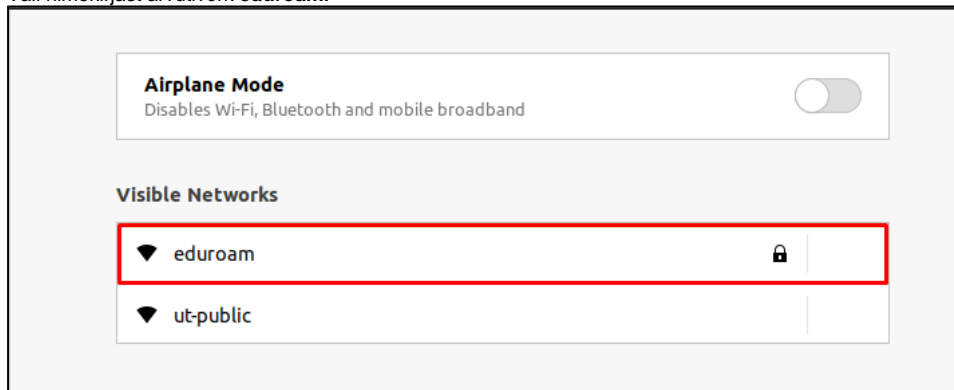 Airplane Mode
Disables Wi-Fi, Bluetooth and mobile broadband
Visible Networks
eduroam
ut-public